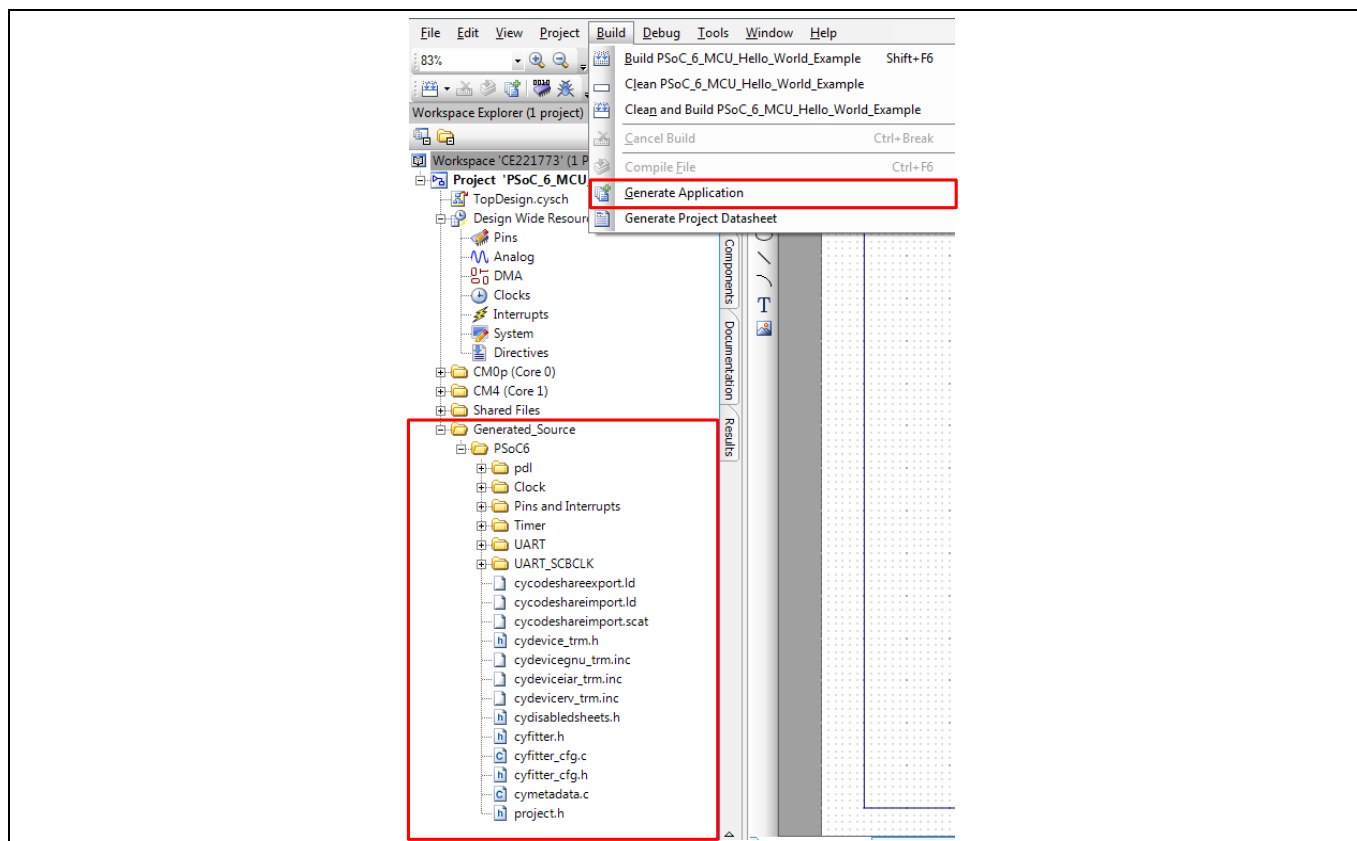 File Edit View Project Build Debug Tools Window Help
83%
Build PSoC_6_MCU_Hello_World_Example Shift+F6
Clean PSoC_6_MCU_Hello_World_Example
Clean and Build PSoC_6_MCU_Hello_World_Example
Cancel Build Ctrl+Break
Compile File Ctrl+F6
Generate Application
Generate Project Datasheet
Workspace Explorer (1 project)
Workspace 'CE221773' (1 P
Project 'PSoC_6_MCU_
TopDesign.cysch
Design Wide Resour
Pins
Analog
DMA
Clocks
Interrupts
System
Directives
CM0p (Core 0)
CM4 (Core 1)
Shared Files
Generated_Source
PSoC6
pdl
Clock
Pins and Interrupts
Timer
UART
UART_SCBCLK
cycodeshareexport.ld
cycodeshareimport.ld
cycodeshareimport.scat
cydevice_trm.h
cydevicegnu_trm.inc
cydeviceiar_trm.inc
cydevicerv_trm.inc
cydisabledsheets.h
cyfitter.h
cyfitter_cfg.c
cyfitter_cfg.h
cymetadata.c
project.h
Components
Documentation
Results
T